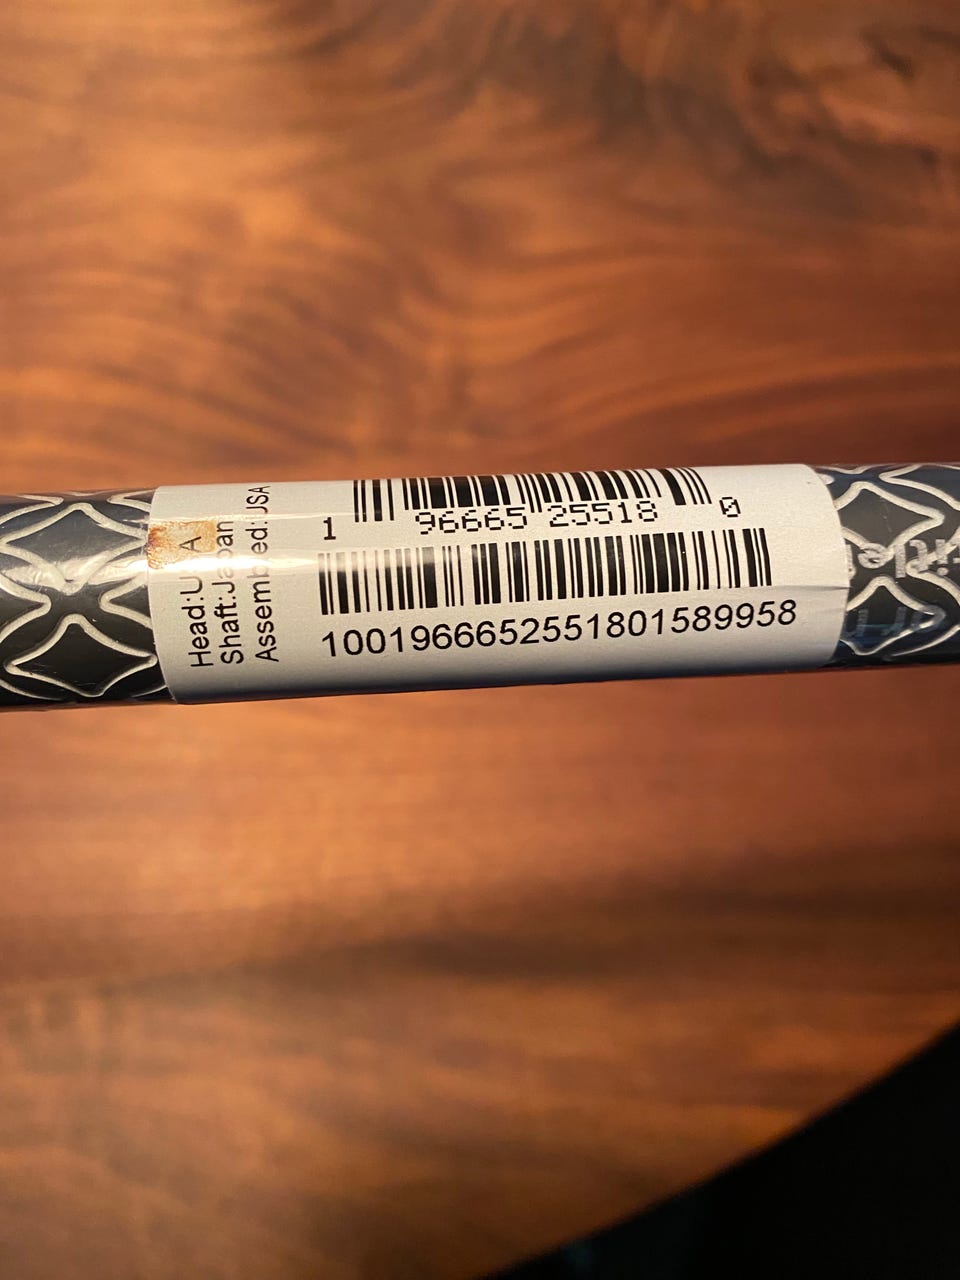 Head:USA
Shaft:Japan
Assembled:USA
1 96665 25518 0
1001966652551801589958